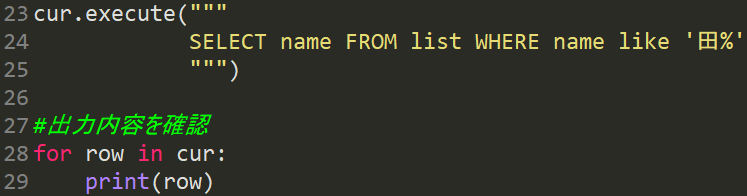 23 cur.execute("""
24             SELECT name FROM list WHERE name like '田%'
25             """)
26
27 #出力内容を確認
28 for row in cur:
29     print(row)